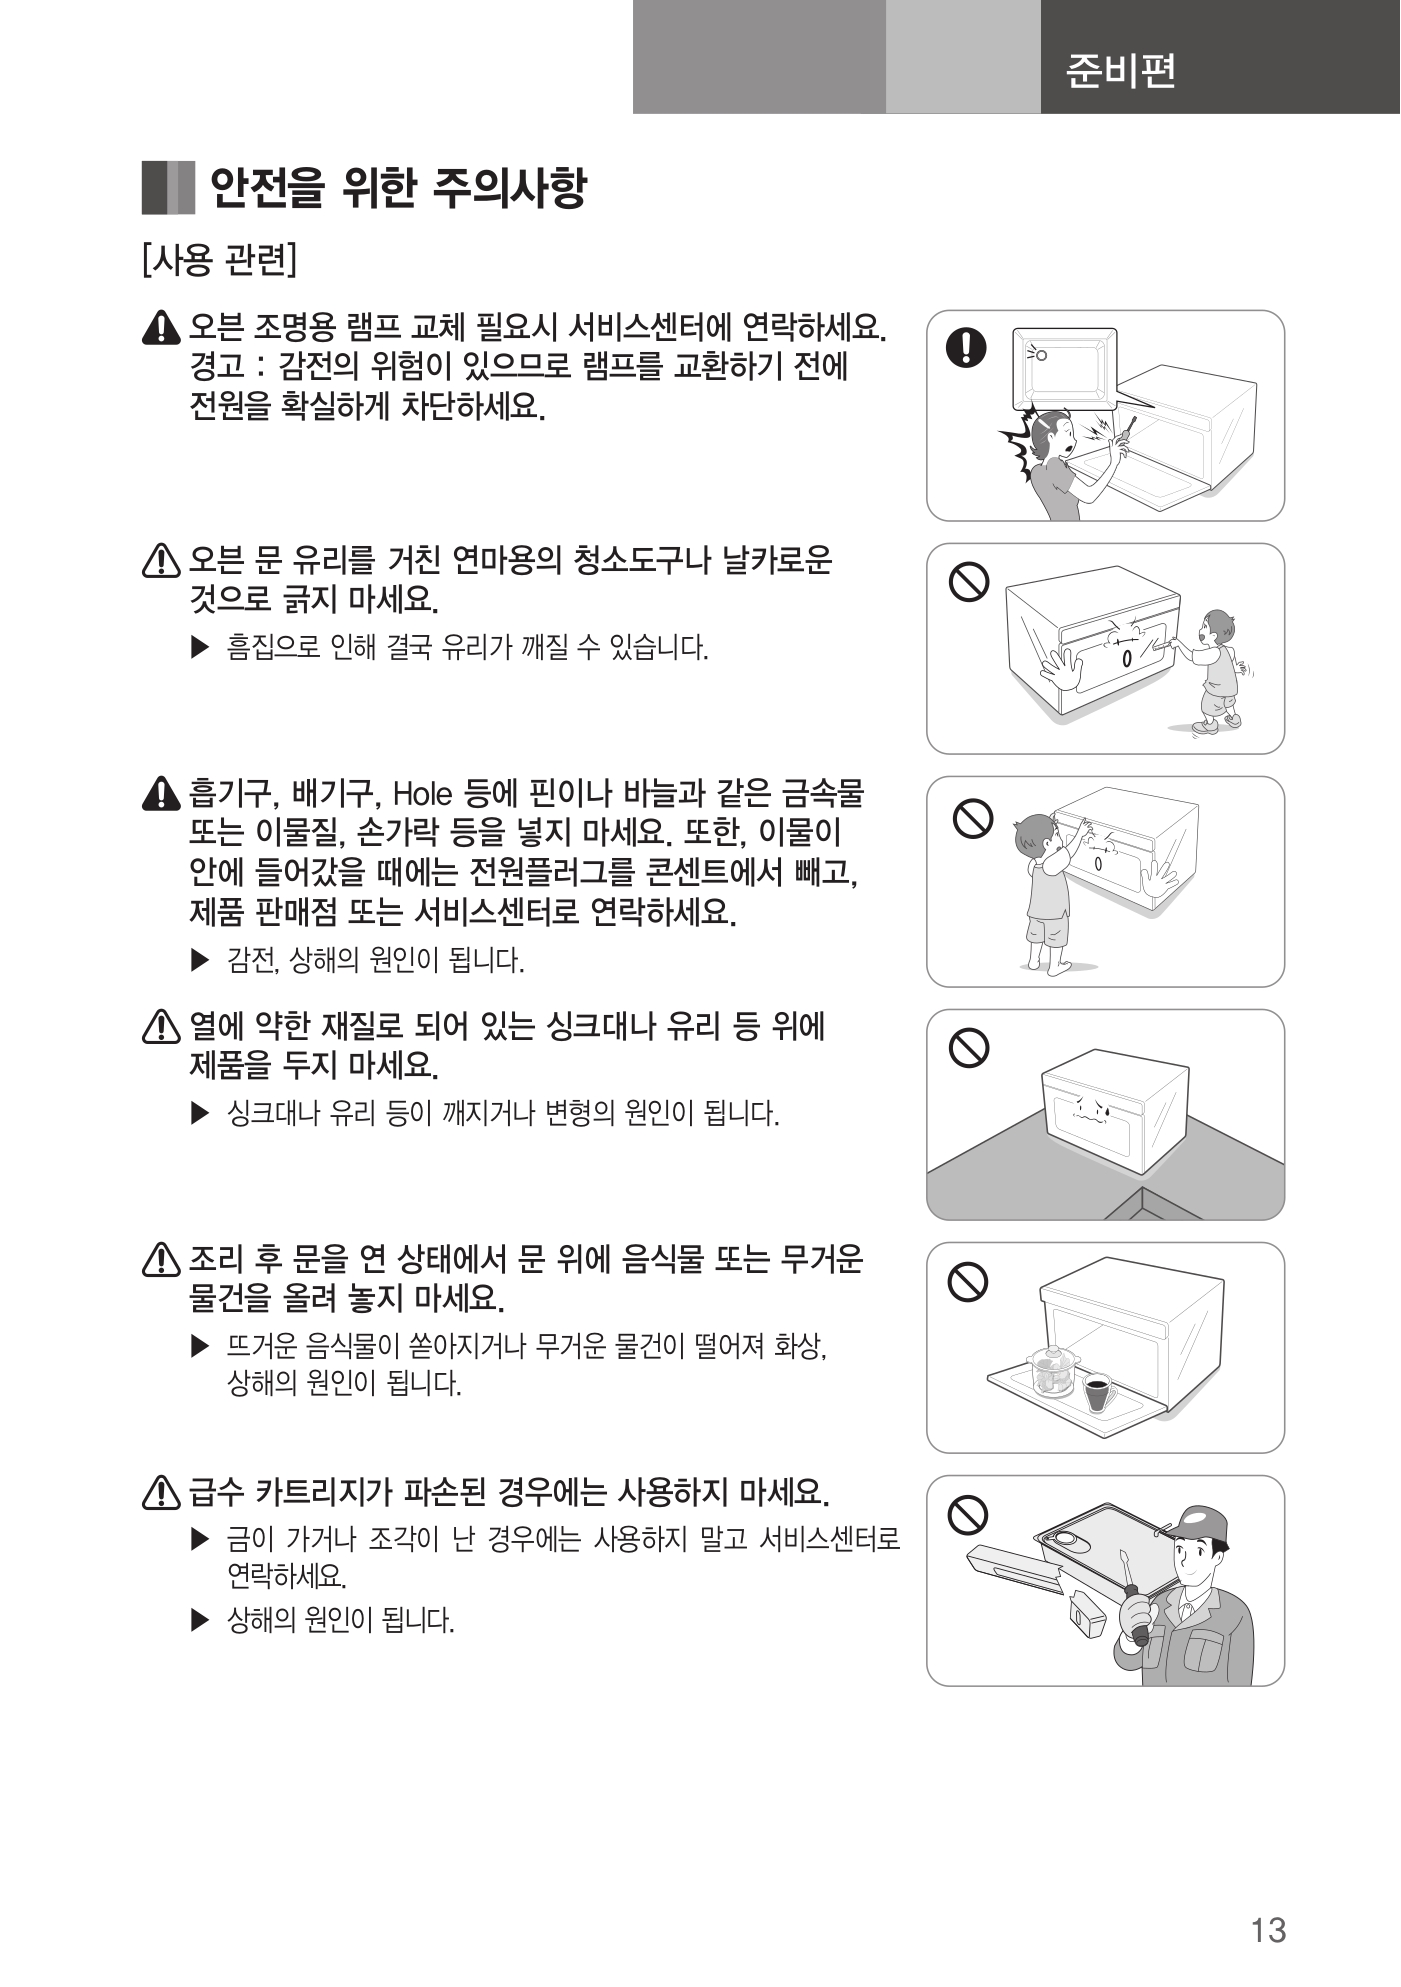 준비편
안전을 위한 주의사항
[사용 관련]
오븐 조명용 램프 교체 필요시 서비스센터에 연락하세요.
경고 : 감전의 위험이 있으므로 램프를 교환하기 전에
전원을 확실하게 차단하세요.
오븐 문 유리를 거친 연마용의 청소도구나 날카로운
것으로 긁지 마세요.
▶ 흠집으로 인해 결국 유리가 깨질 수 있습니다.
흡기구, 배기구, Hole 등에 핀이나 바늘과 같은 금속물
또는 이물질, 손가락 등을 넣지 마세요. 또한, 이물이
안에 들어갔을 때에는 전원플러그를 콘센트에서 빼고,
제품 판매점 또는 서비스센터로 연락하세요.
▶ 감전, 상해의 원인이 됩니다.
열에 약한 재질로 되어 있는 싱크대나 유리 등 위에
제품을 두지 마세요.
▶ 싱크대나 유리 등이 깨지거나 변형의 원인이 됩니다.
조리 후 문을 연 상태에서 문 위에 음식물 또는 무거운
물건을 올려 놓지 마세요.
▶ 뜨거운 음식물이 쏟아지거나 무거운 물건이 떨어져 화상,
상해의 원인이 됩니다.
급수 카트리지가 파손된 경우에는 사용하지 마세요.
▶ 금이 가거나 조각이 난 경우에는 사용하지 말고 서비스센터로
연락하세요.
▶ 상해의 원인이 됩니다.
13